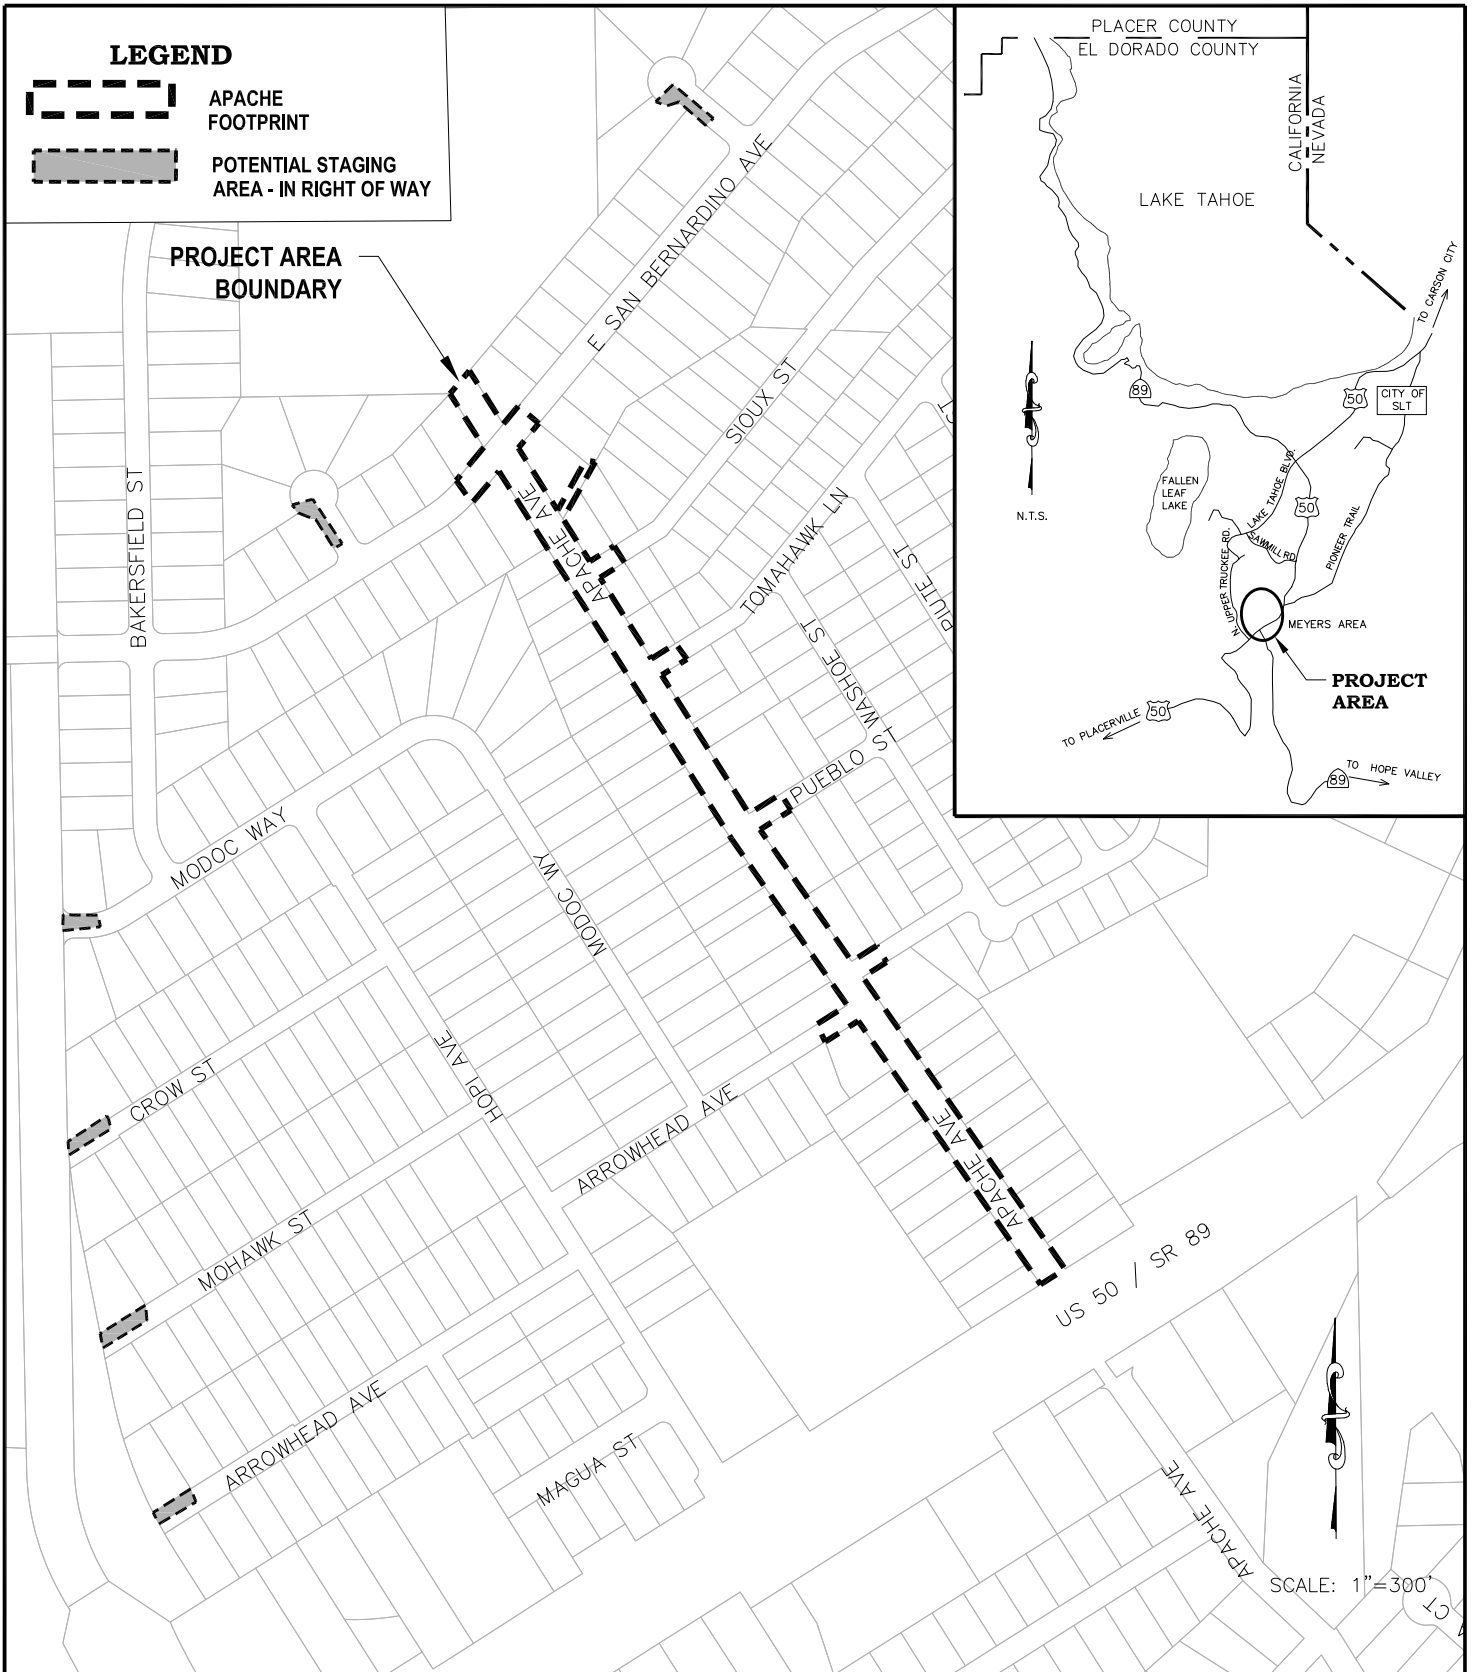 LEGEND
APACHE
FOOTPRINT
POTENTIAL STAGING
AREA - IN RIGHT OF WAY
PROJECT AREA
BOUNDARY
E SAN BERNARDINO AVE
SIOUX ST
BAKERSFIELD ST
APACHE AVE
TOMAHAWK LN
PIUTE ST
CT
WASHOE ST
PUEBLO ST
MODOC WAY
MODOC WY
HOPI AVE
CROW ST
ARROWHEAD AVE
MOHAWK ST
APACHE AVE
US 50 / SR 89
ARROWHEAD AVE
MAGUA ST
APACHE AVE
SCALE: 1"=300'
CT
PLACER COUNTY
EL DORADO COUNTY
CALIFORNIA
NEVADA
LAKE TAHOE
TO CARSON CITY
89
50
CITY OF
SLT
N.T.S.
FALLEN
LEAF
LAKE
LAKE TAHOE BLVD.
50
SAWMILL RD
PIONEER TRAIL
N. UPPER TRUCKEE RD.
MEYERS AREA
PROJECT
AREA
TO PLACERVILLE
50
89
TO HOPE VALLEY